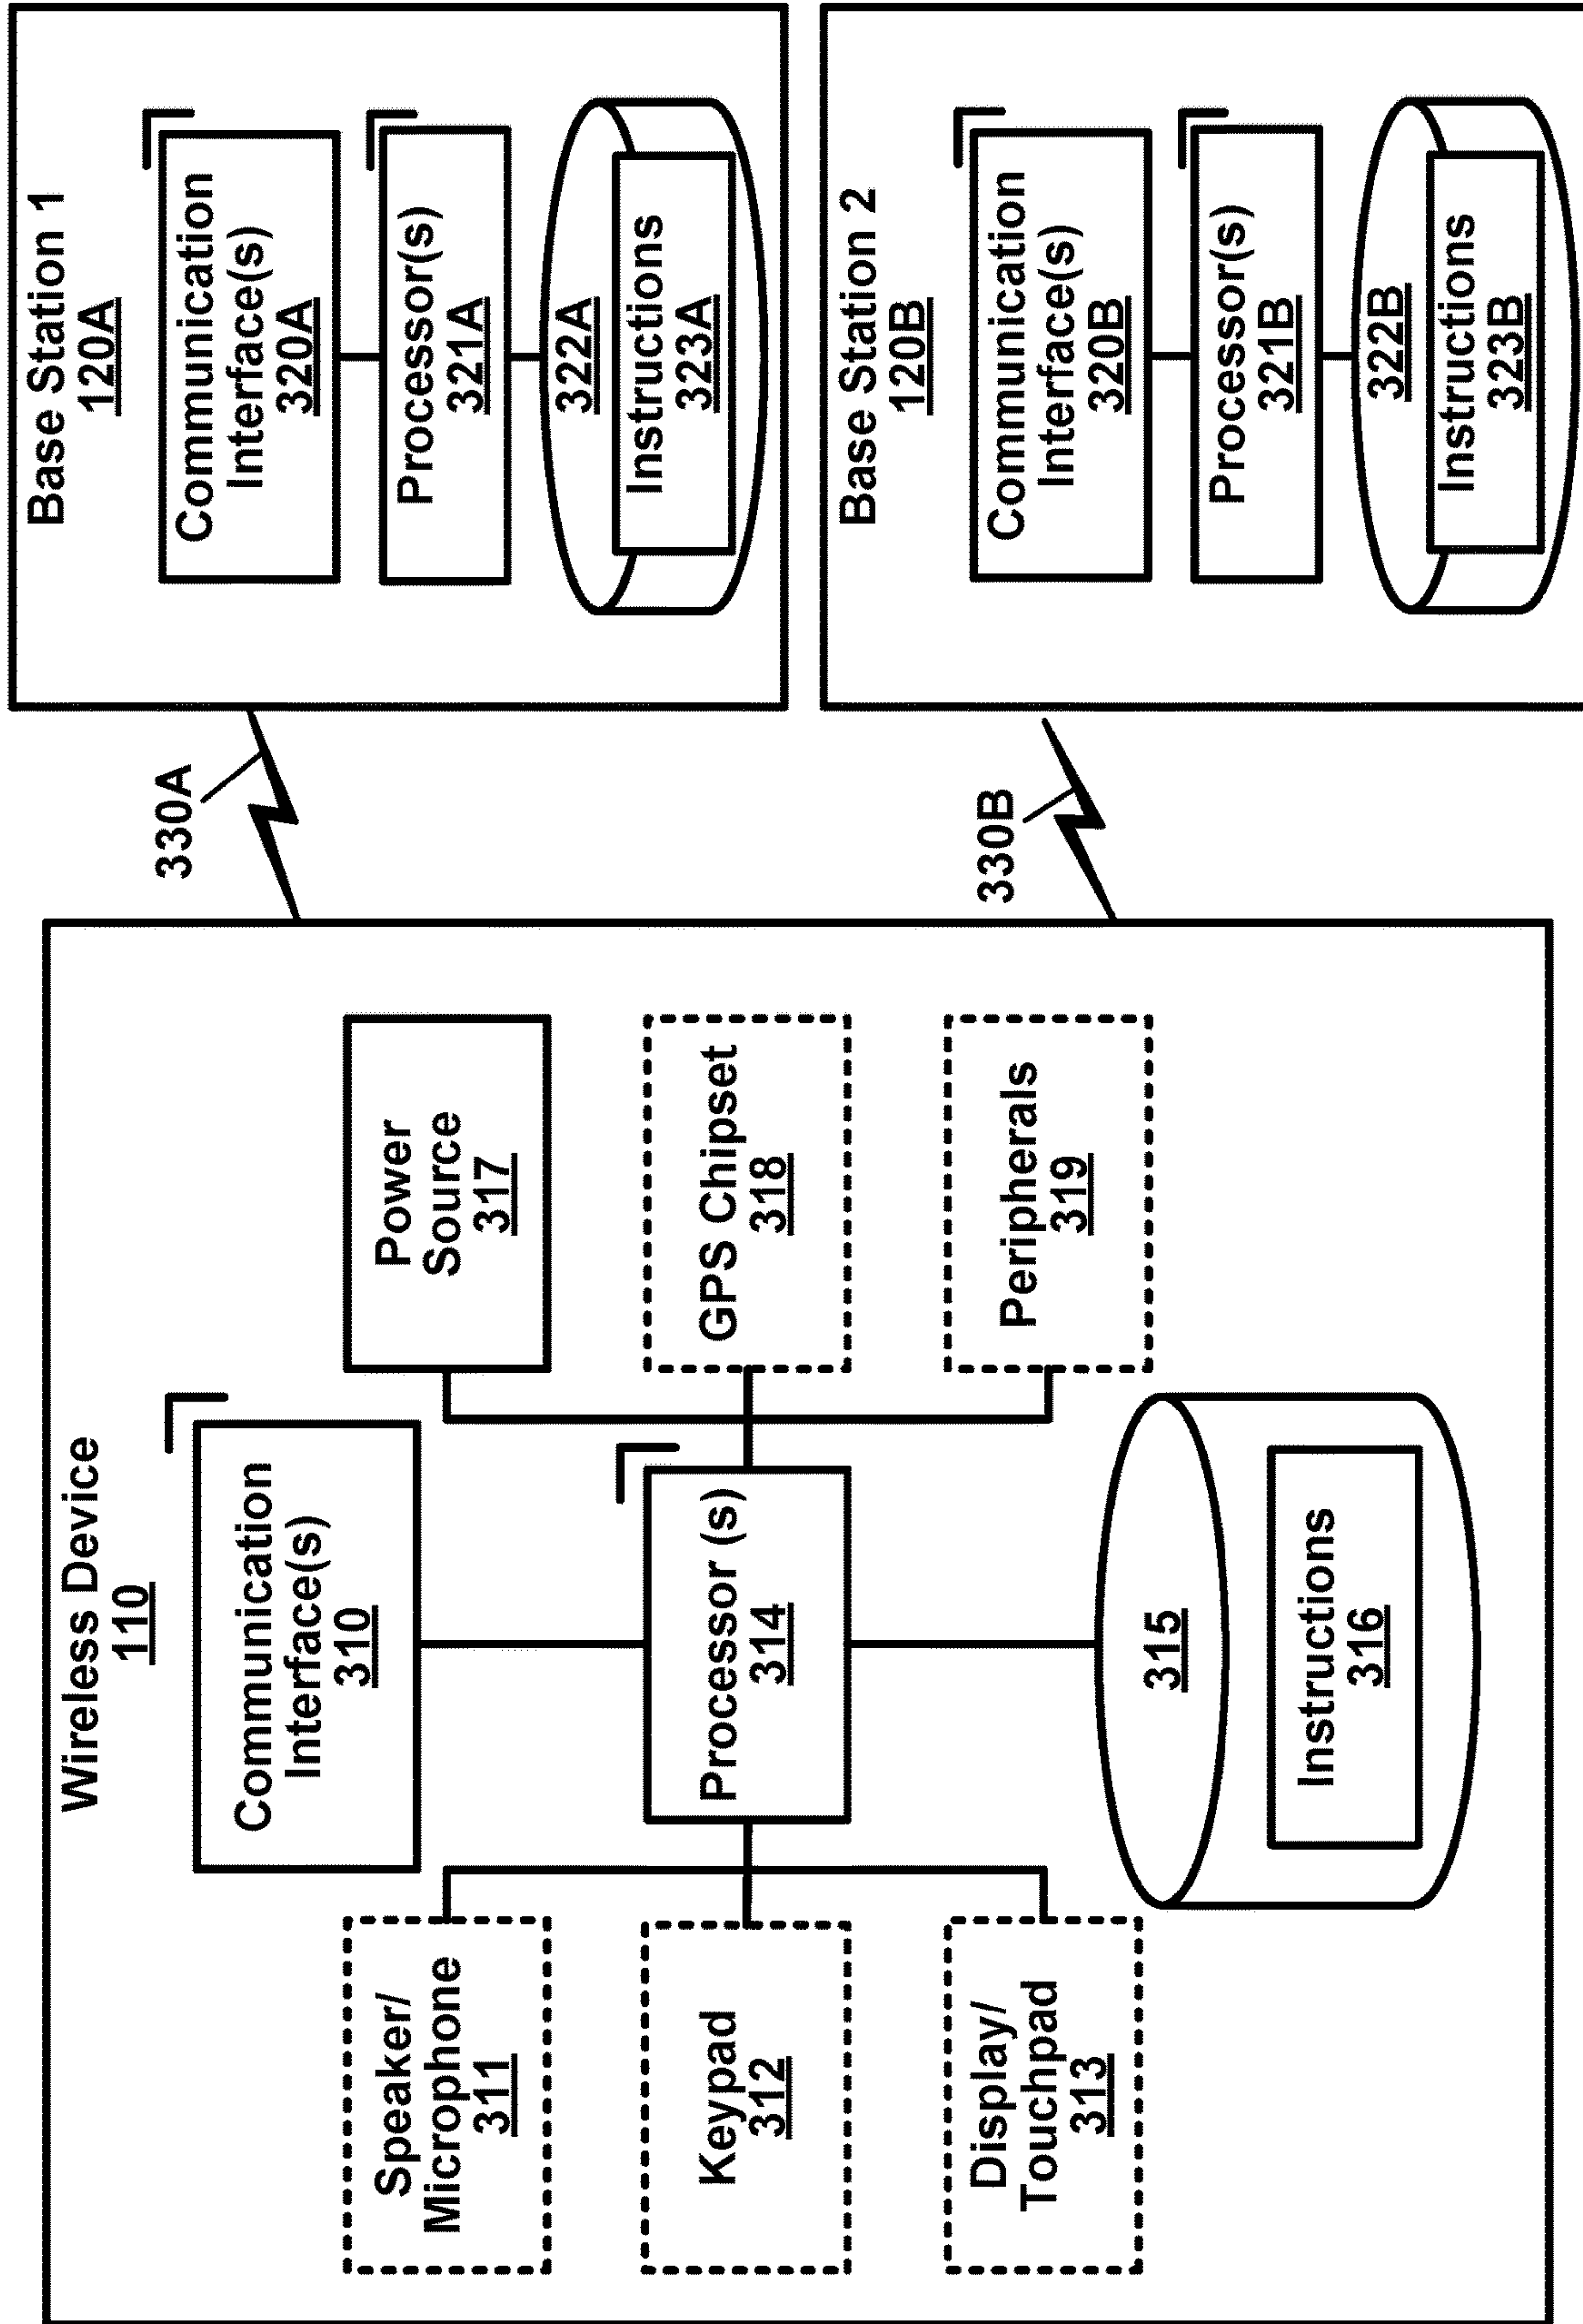 Wireless Device
110
Communication
Interface(s)
310
Speaker/
Microphone
311
Keypad
312
Display/
Touchpad
313
Processor (s)
314
315
Instructions
316
Power
Source
317
GPS Chipset
318
Peripherals
319
330A
330B
Base Station 1
120A
Communication
Interface(s)
320A
Processor(s)
321A
322A
Instructions
323A
Base Station 2
120B
Communication
Interface(s)
320B
Processor(s)
321B
322B
Instructions
323B